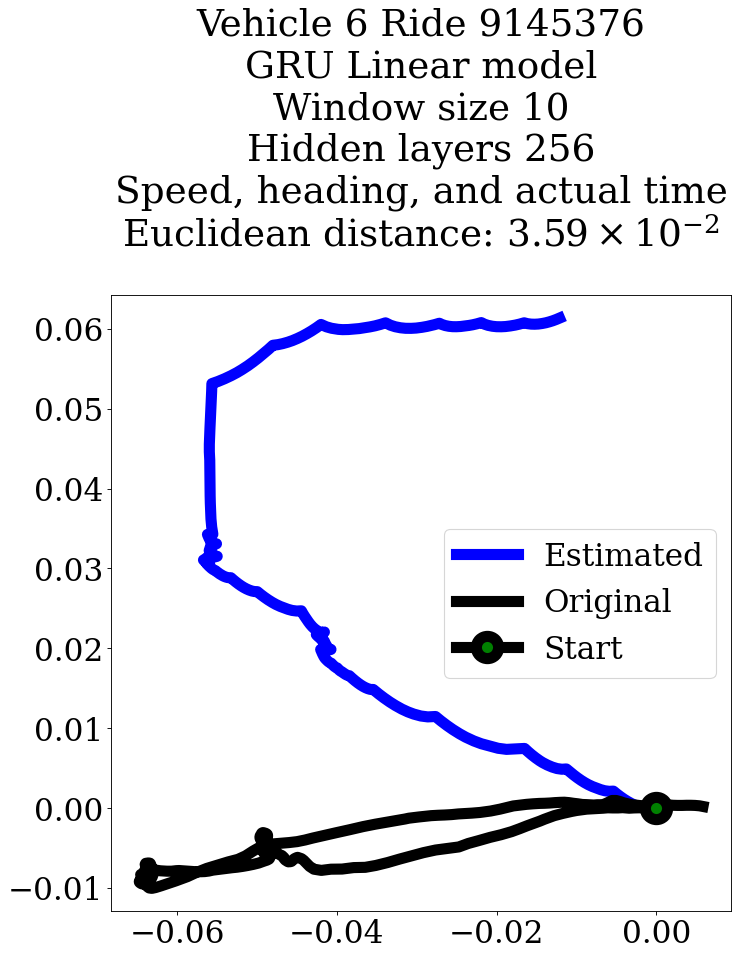 Vehicle 6 Ride 9145376
GRU Linear model
Window size 10
Hidden layers 256
Speed, heading, and actual time
Euclidean distance: 3.59 × 10⁻²
0.06
0.05
0.04
0.03
0.02
0.01
0.00
−0.01
Estimated
Original
Start
−0.06 −0.04 −0.02 0.00